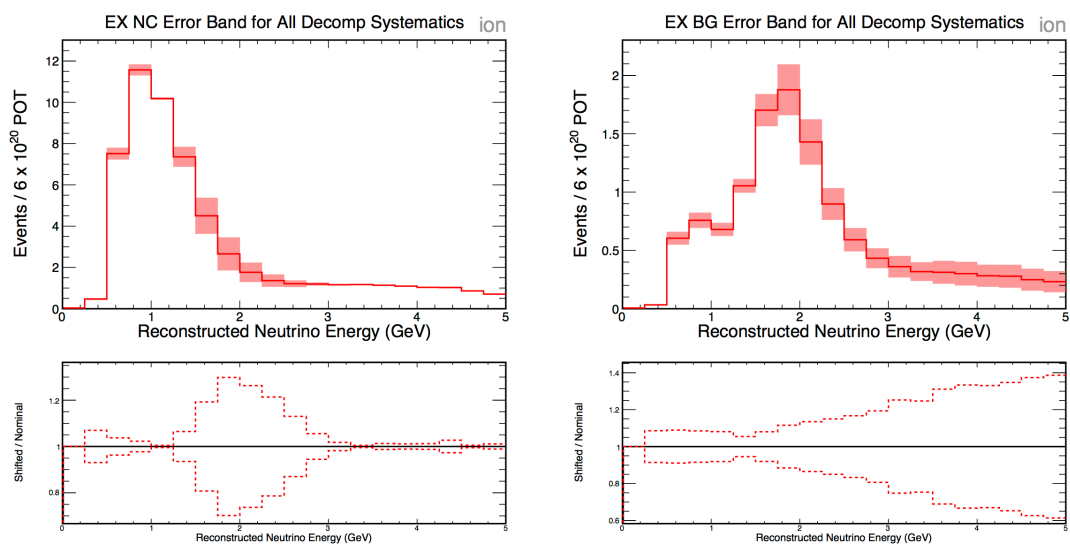 EX NC Error Band for All Decomp Systematics
ion
Events / 6 x 10²⁰ POT
12
10
8
6
4
2
0
0 1 2 3 4 5
Reconstructed Neutrino Energy (GeV)
Shifted / Nominal
1.2
1
0.8
0 1 2 3 4 5
Reconstructed Neutrino Energy (GeV)
EX BG Error Band for All Decomp Systematics
ion
Events / 6 x 10²⁰ POT
2
1.5
1
0.5
0
0 1 2 3 4 5
Reconstructed Neutrino Energy (GeV)
Shifted / Nominal
1.4
1.2
1
0.8
0.6
0 1 2 3 4 5
Reconstructed Neutrino Energy (GeV)